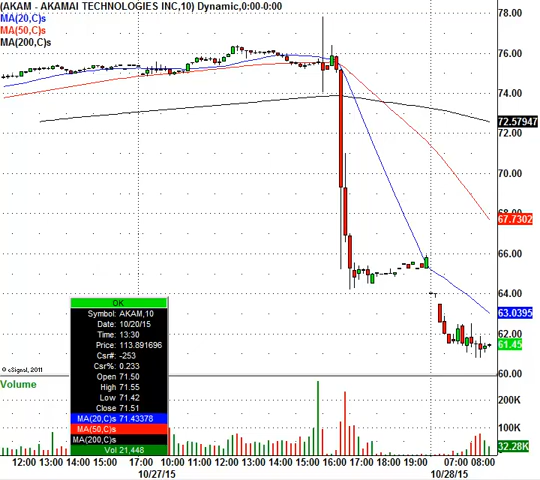 (AKAM - AKAMAI TECHNOLOGIES INC,10) Dynamic,0:00-0:00
MA(20,C)s
MA(50,C)s
MA(200,C)s
78.00
76.00
74.00
72.57947
72.00
70.00
68.00
67.7302
66.00
64.00
63.0395
62.00
61.45
60.00
OK
Symbol: AKAM,10
Date: 10/20/15
Time: 13:30
Price: 113.891696
Csr#: -253
Csr%: 0.233
Open 71.50
High 71.55
Low 71.42
Close 71.51
MA(20,C)s 71.43378
MA(50,C)s
MA(200,C)s
Vol 21,448
© eSignal, 2011
Volume
200K
100K
32.28K
12:00 13:00 14:00 15:00 17:00 12:00 13:00 14:00 15:00 16:00 17:00 18:00 19:00 07:00 08:00
10/27/15 10/28/15